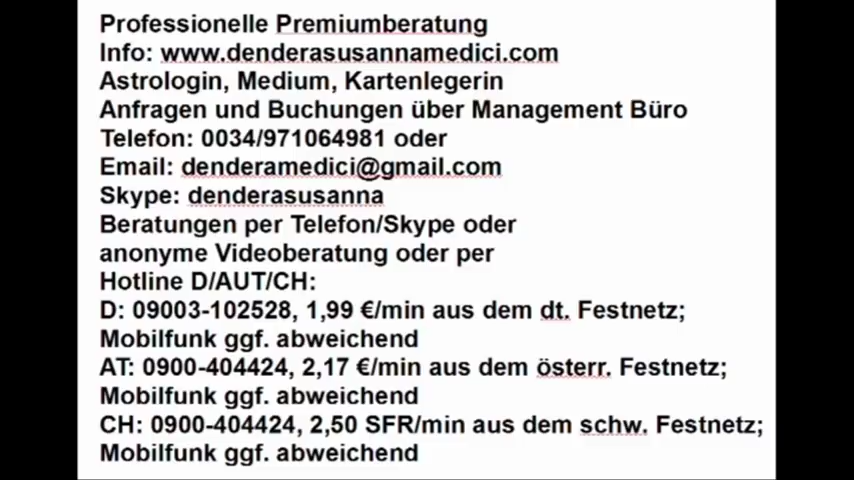 Professionelle Premiumberatung
Info: www.denderasusannamedici.com
Astrologin, Medium, Kartenlegerin
Anfragen und Buchungen über Management Büro
Telefon: 0034/971064981 oder
Email: denderamedici@gmail.com
Skype: denderasusanna
Beratungen per Telefon/Skype oder
anonyme Videoberatung oder per
Hotline D/AUT/CH:
D: 09003-102528, 1,99 €/min aus dem dt. Festnetz;
Mobilfunk ggf. abweichend
AT: 0900-404424, 2,17 €/min aus dem österr. Festnetz;
Mobilfunk ggf. abweichend
CH: 0900-404424, 2,50 SFR/min aus dem schw. Festnetz;
Mobilfunk ggf. abweichend